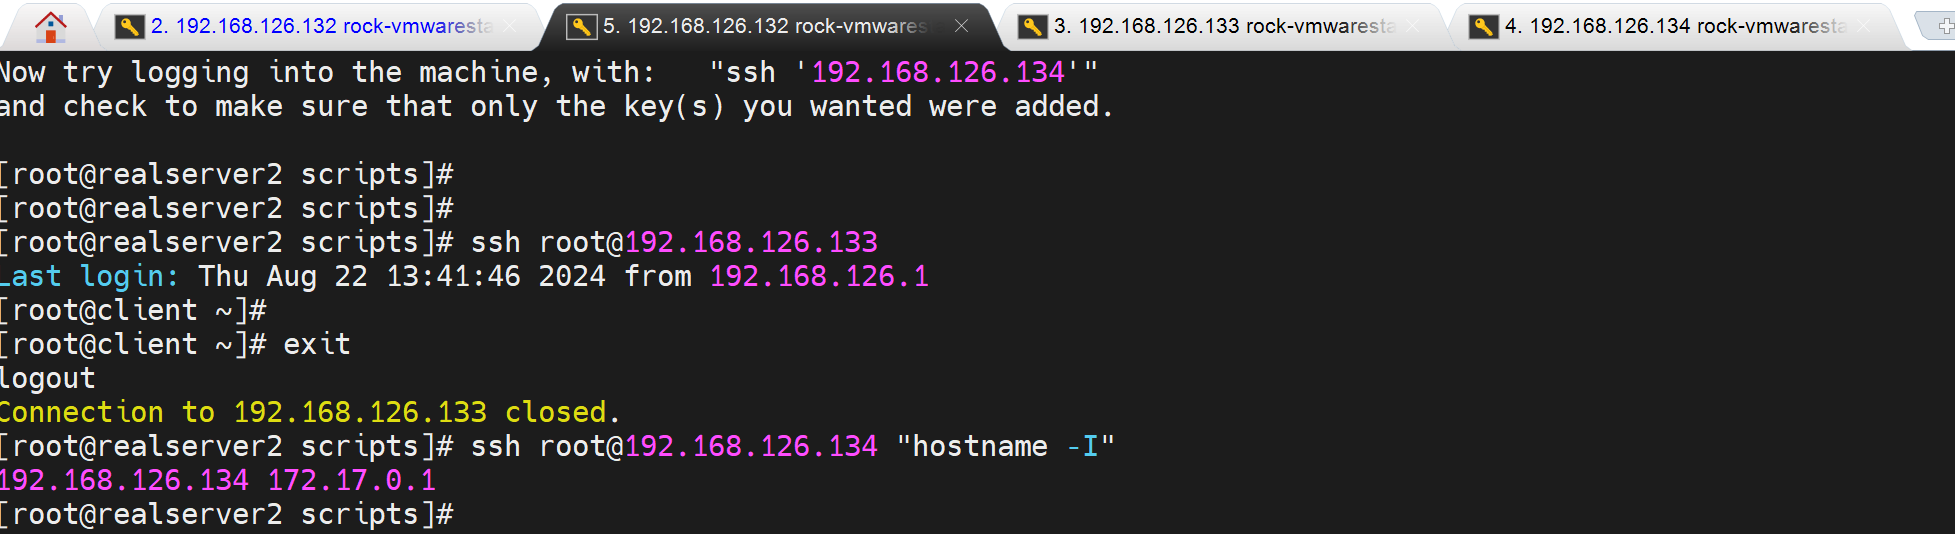 2. 192.168.126.132 rock-vmwaresta
5. 192.168.126.132 rock-vmwares
3. 192.168.126.133 rock-vmwaresta
4. 192.168.126.134 rock-vmwaresta
Now try logging into the machine, with:   "ssh '192.168.126.134'"
and check to make sure that only the key(s) you wanted were added.
[root@realserver2 scripts]#
[root@realserver2 scripts]#
[root@realserver2 scripts]# ssh root@192.168.126.133
Last login: Thu Aug 22 13:41:46 2024 from 192.168.126.1
[root@client ~]#
[root@client ~]# exit
logout
Connection to 192.168.126.133 closed.
[root@realserver2 scripts]# ssh root@192.168.126.134 "hostname -I"
192.168.126.134 172.17.0.1
[root@realserver2 scripts]#